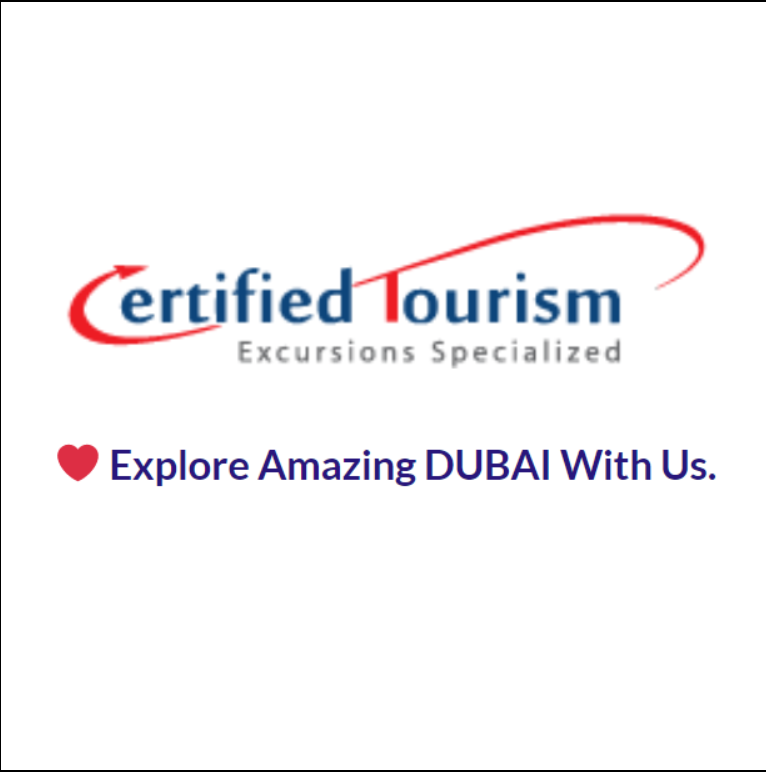 Certified Tourism
Excursions Specialized
❤ Explore Amazing DUBAI With Us.